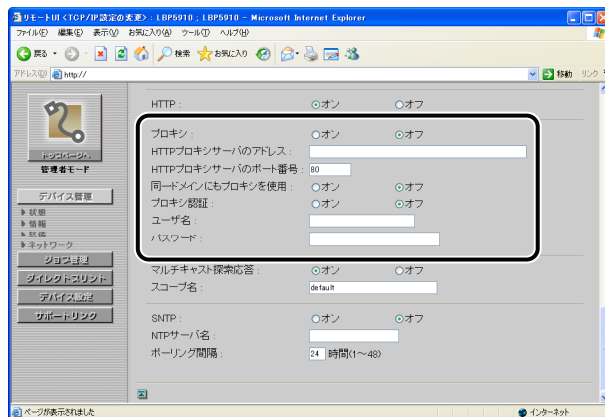 リモートUI <TCP/IP設定の変更> : LBP5910 ; LBP5910 - Microsoft Internet Explorer
ファイル(F) 編集(E) 表示(V) お気に入り(A) ツール(T) ヘルプ(H)
戻る 検索 お気に入り
アドレス(D) http:// 移動 リンク
トップページへ
管理者モード
デバイス管理
状態
情報
ネットワーク
ジョブ管理
ダイレクトプリント
デバイス設定
サポートリンク
HTTP : オン オフ
プロキシ : オン オフ
HTTPプロキシサーバのアドレス :
HTTPプロキシサーバのポート番号 : 80
同一ドメインにもプロキシを使用 : オン オフ
プロキシ認証 : オン オフ
ユーザ名 :
パスワード :
マルチキャスト探索応答 : オン オフ
スコープ名 : default
SNTP : オン オフ
NTPサーバ名 :
ポーリング間隔 : 24 時間(1~48)
ページが表示されました インターネット